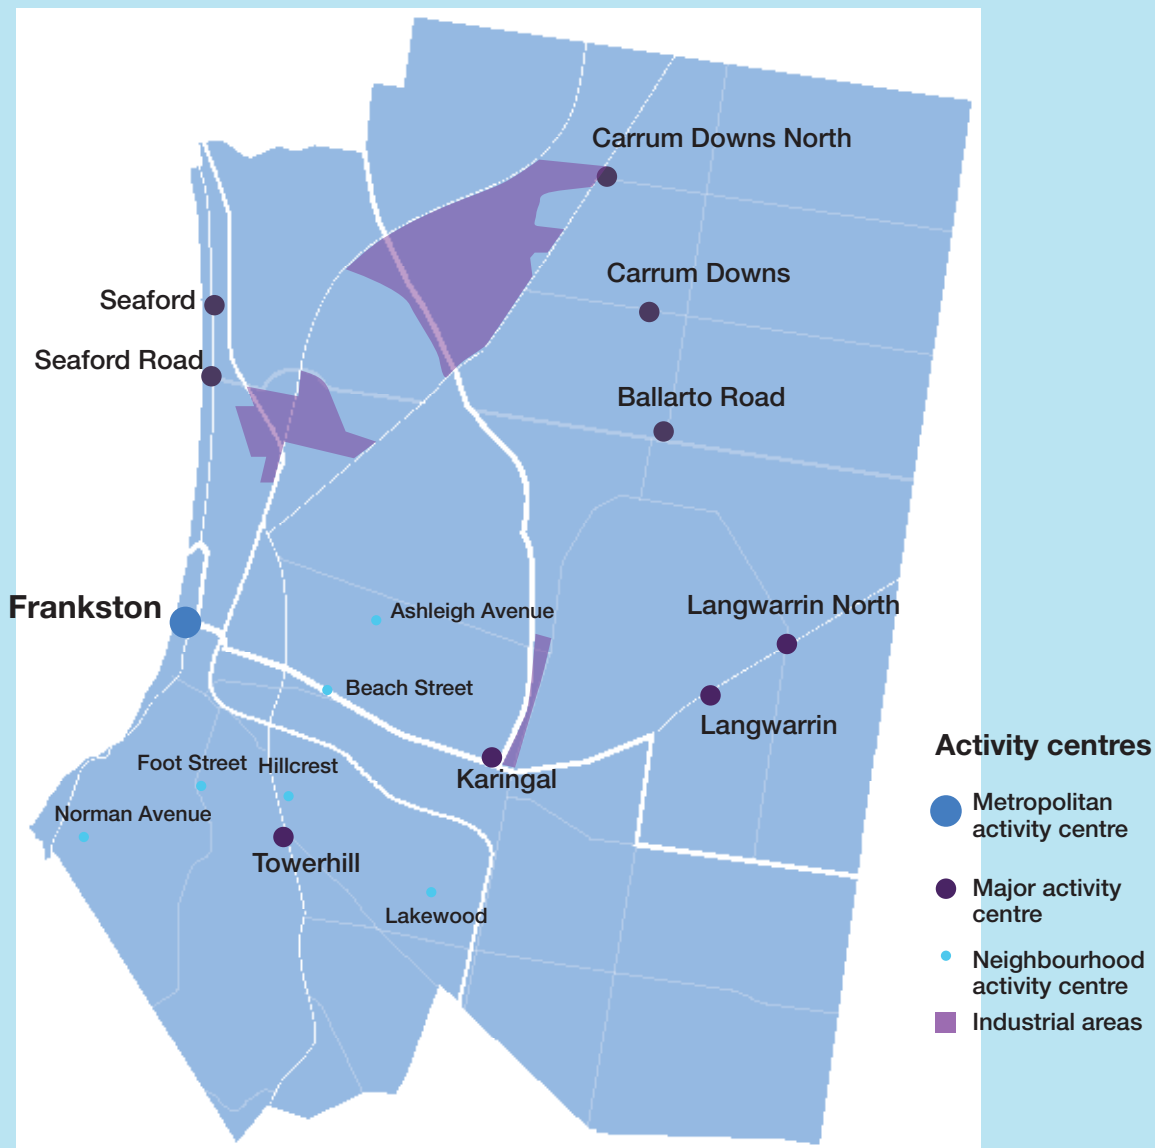 Carrum Downs North
Carrum Downs
Seaford
Seaford Road
Ballarto Road
Frankston
Ashleigh Avenue
Langwarrin North
Beach Street
Langwarrin
Foot Street
Hillcrest
Karingal
Norman Avenue
Towerhill
Lakewood
Activity centres
Metropolitan
activity centre
Major activity
centre
Neighbourhood
activity centre
Industrial areas